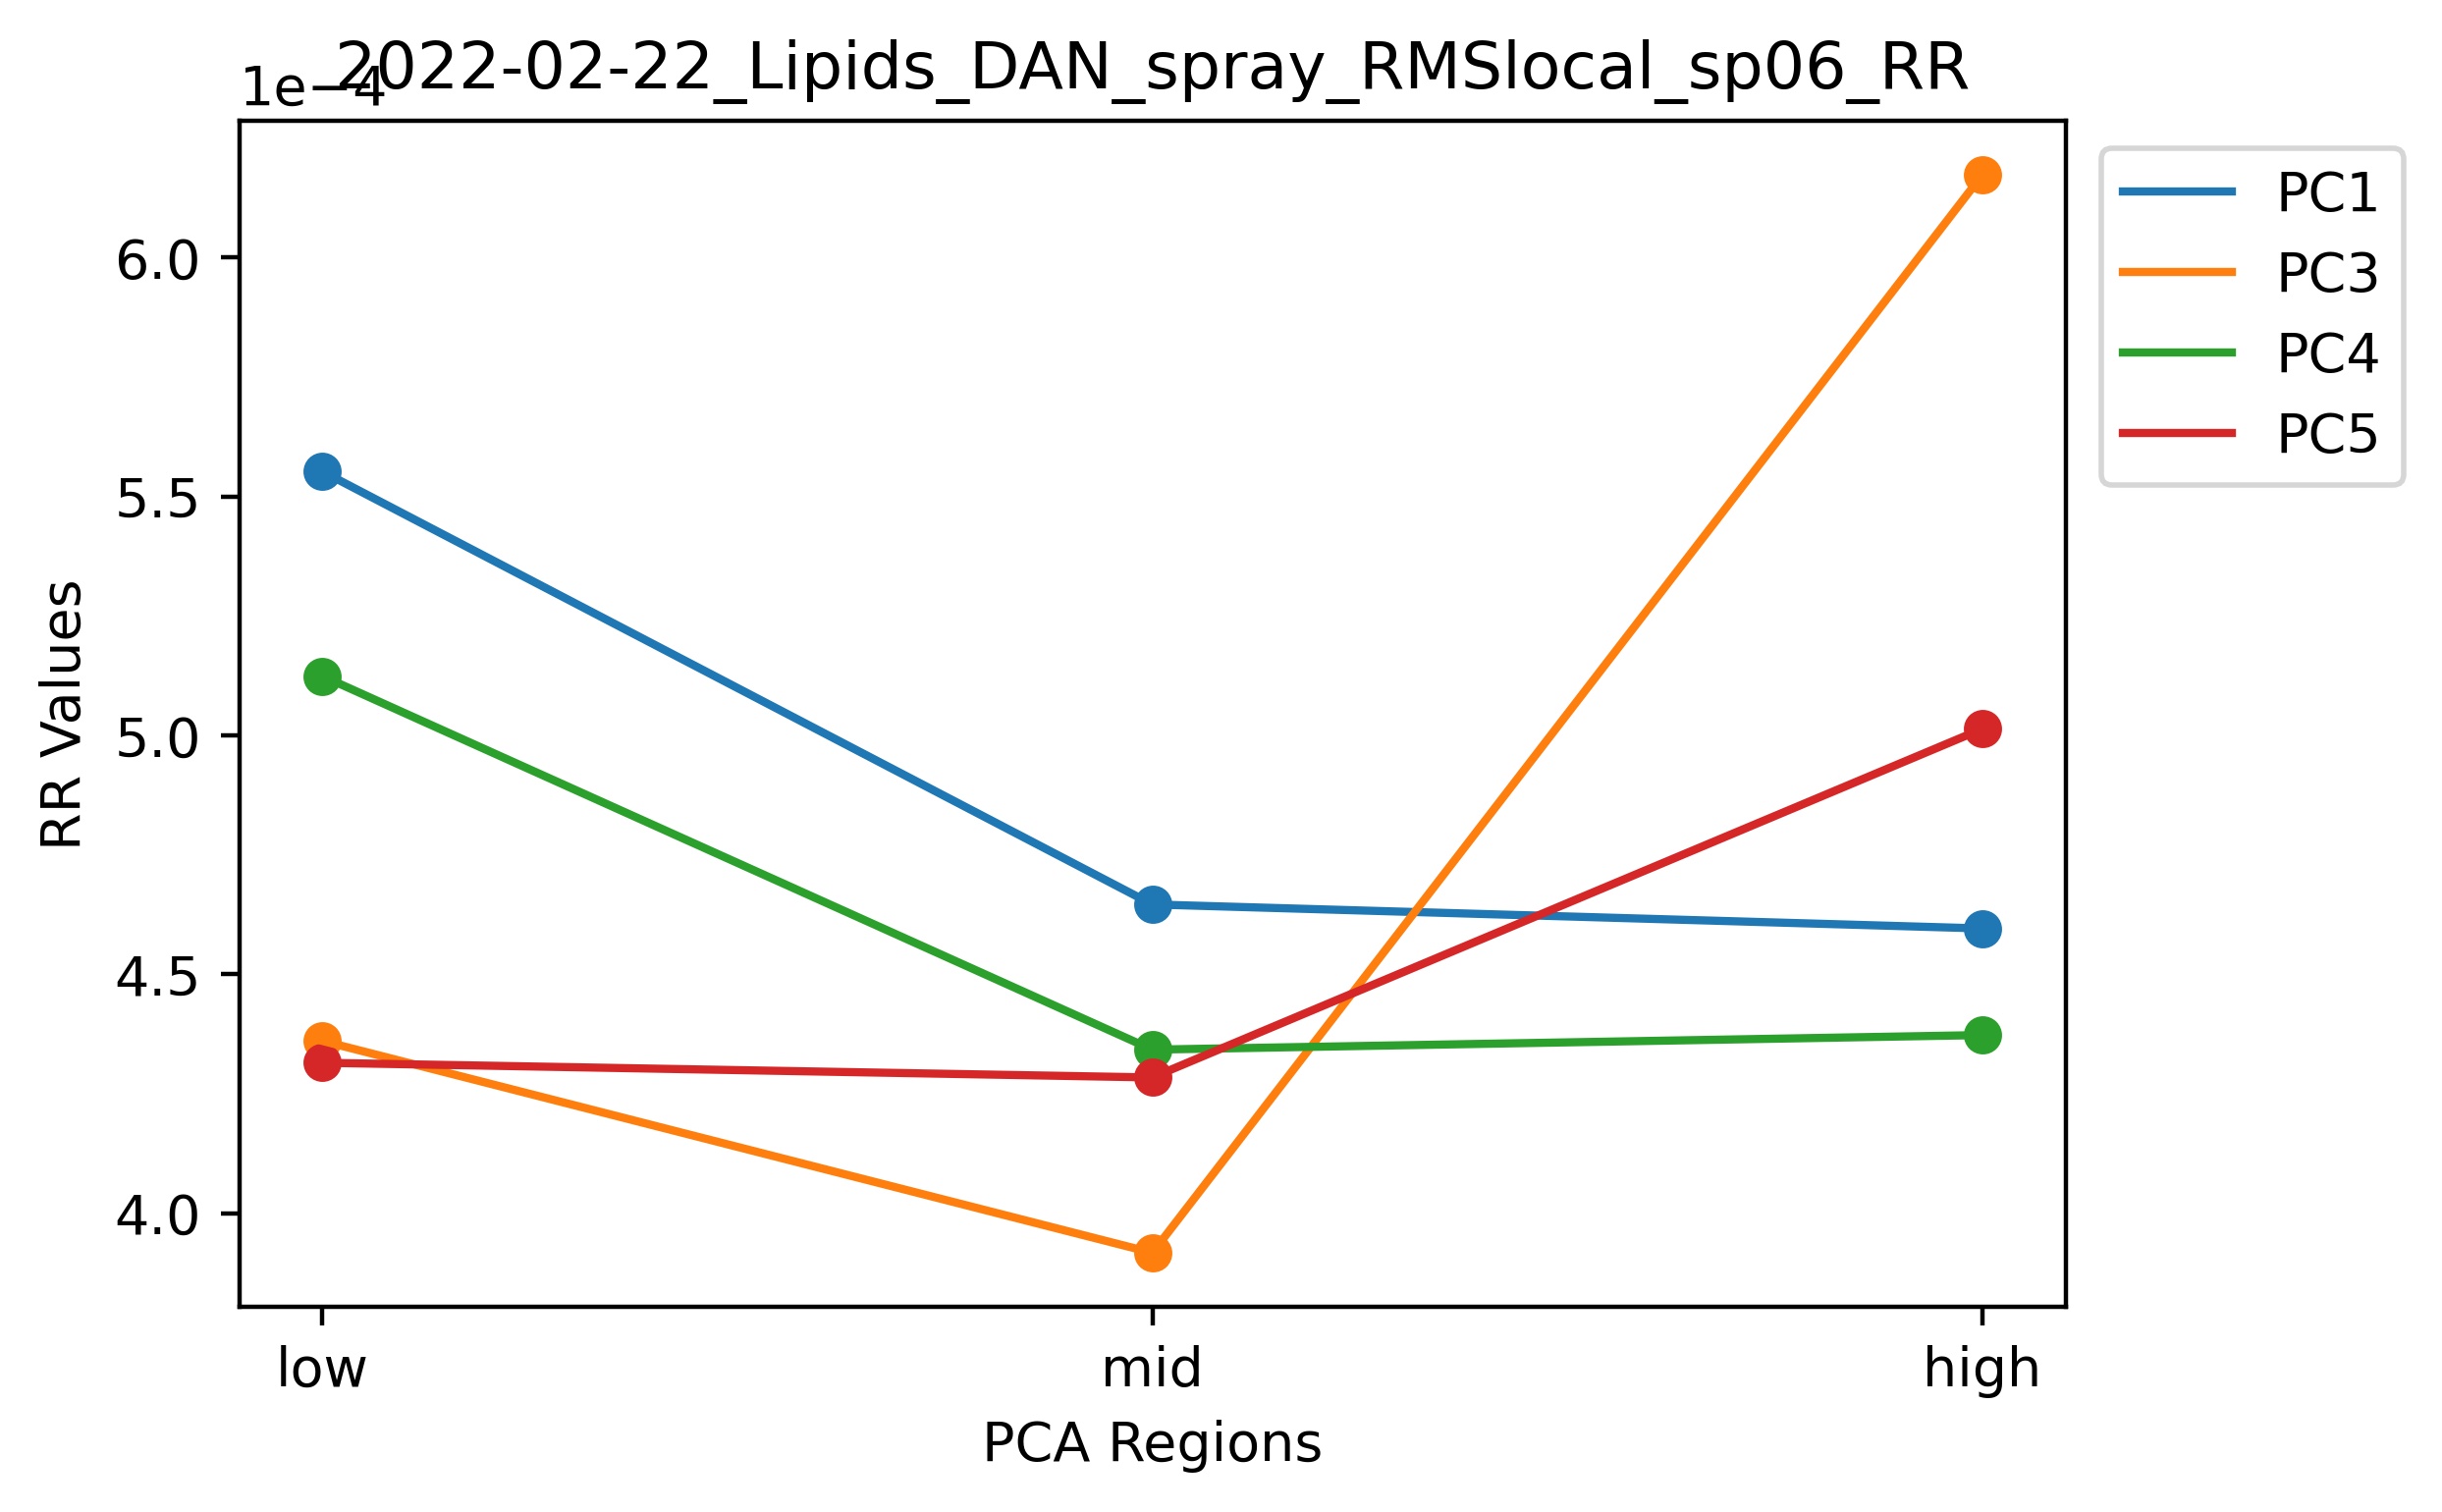 2022-02-22_Lipids_DAN_spray_RMSlocal_sp06_RR
1e−4
6.0
5.5
5.0
4.5
4.0
RR Values
low
mid
high
PCA Regions
PC1
PC3
PC4
PC5